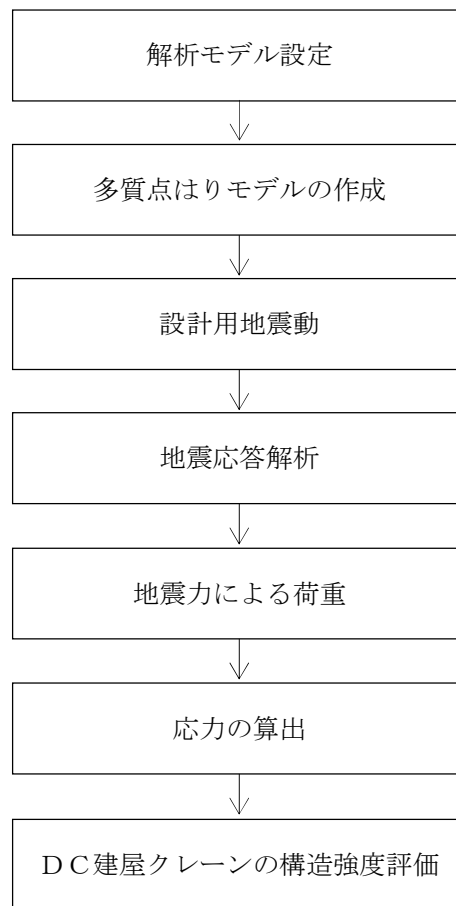 解析モデル設定
多質点はりモデルの作成
設計用地震動
地震応答解析
地震力による荷重
応力の算出
ＤＣ建屋クレーンの構造強度評価